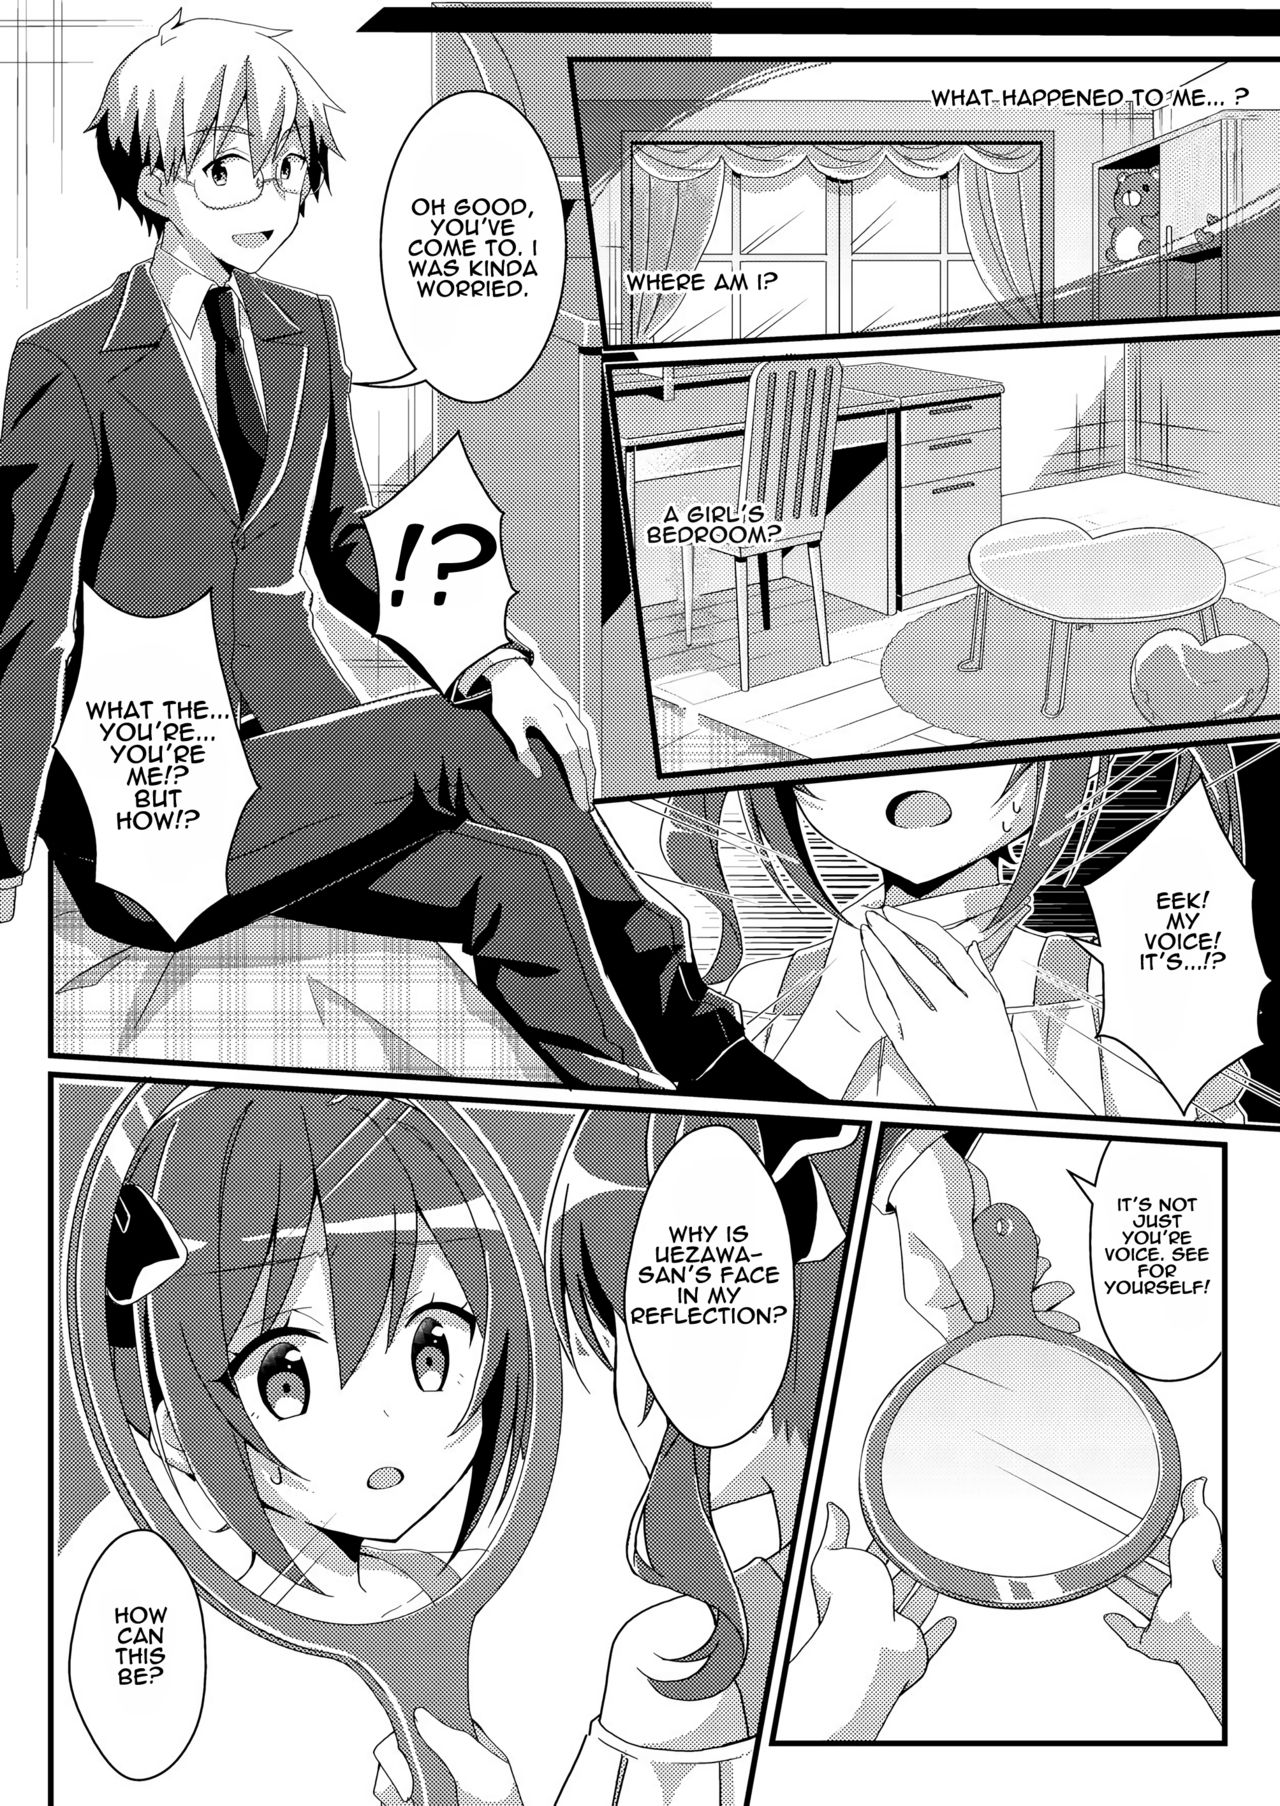 WHAT HAPPENED TO ME... ?
WHERE AM I?
OH GOOD,
YOU'VE
COME TO. I
WAS KINDA
WORRIED.
A GIRL'S
BEDROOM?
!?
WHAT THE...
YOU'RE...
YOU'RE
ME!?
BUT
HOW!?
EEK!
MY
VOICE!
IT'S...!?
IT'S NOT
JUST
YOU'RE
VOICE. SEE
FOR
YOURSELF!
WHY IS
UEZAWA-
SAN'S FACE
IN MY
REFLECTION?
HOW
CAN
THIS
BE?